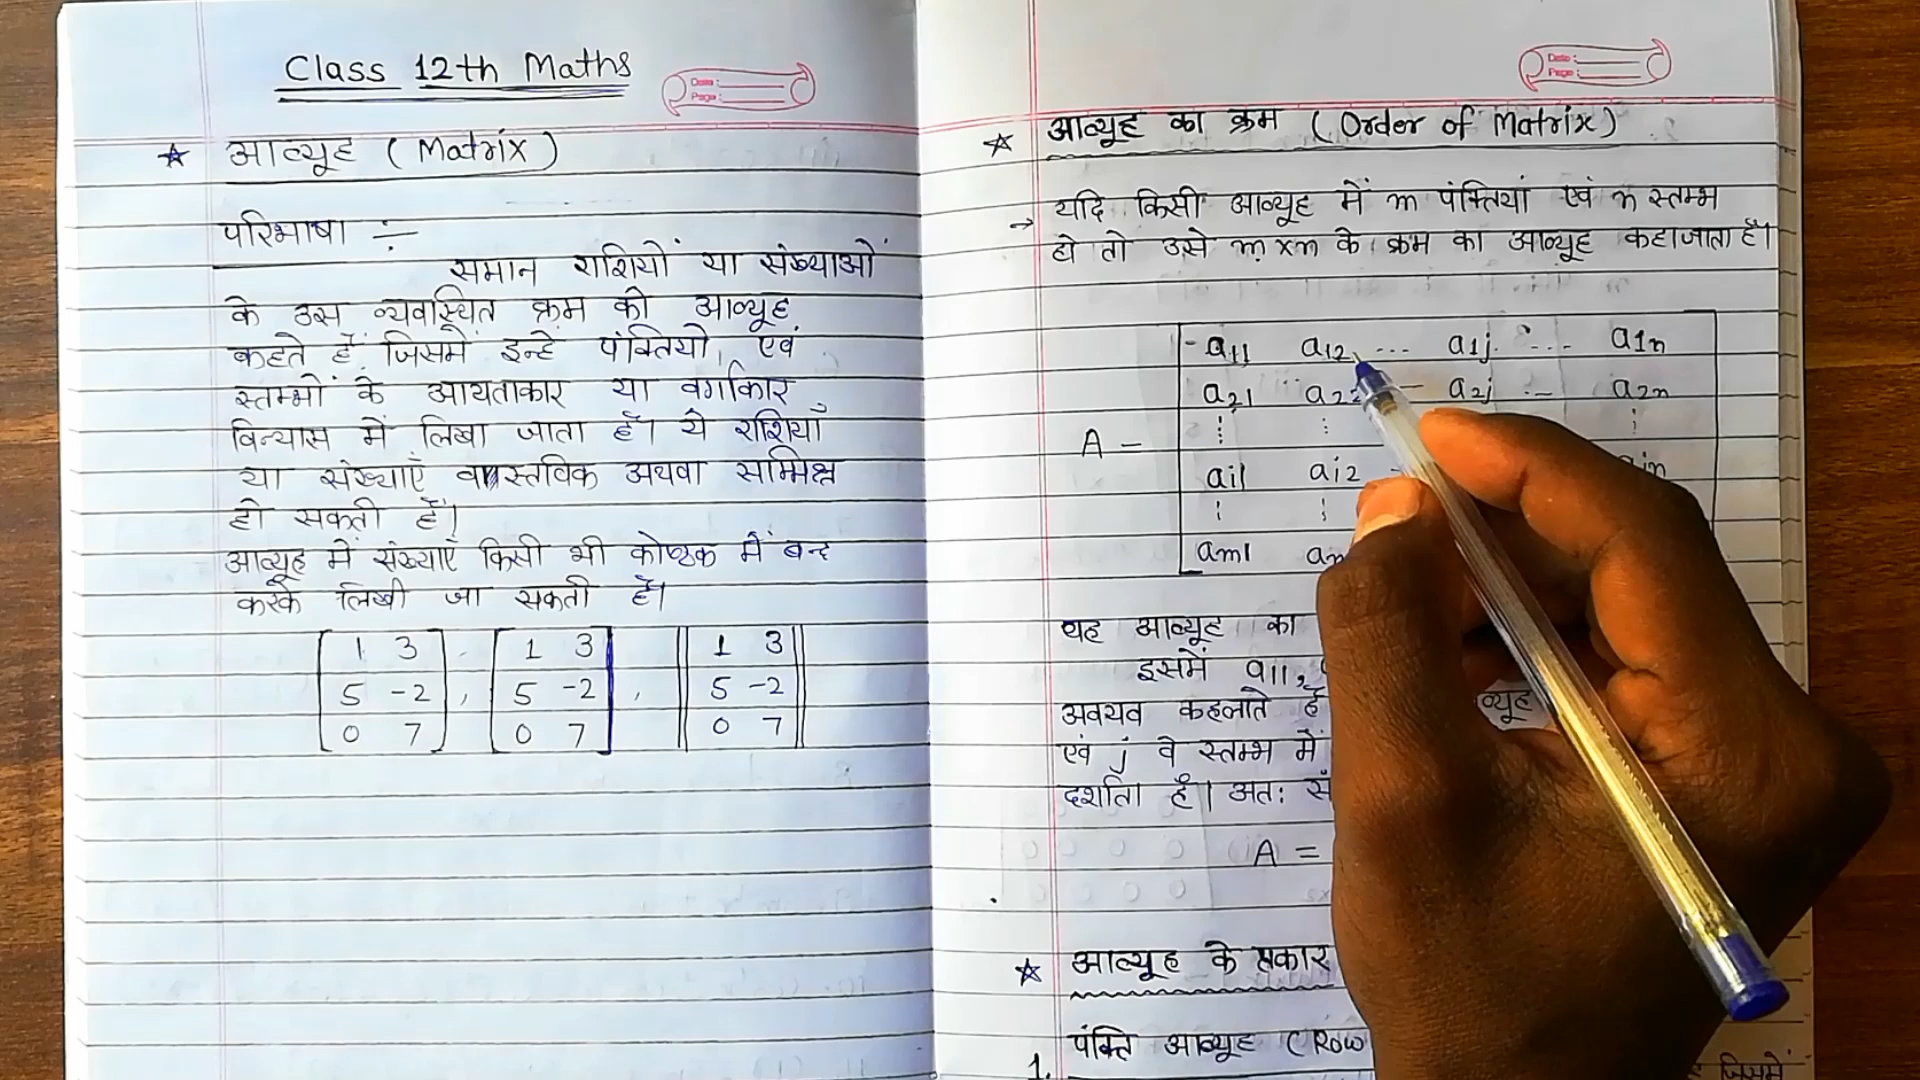 Class 12th Maths
Date :
Page :
☆ आव्यूह ( Matrix )
परिभाषा ÷
समान राशियों या संख्याओं
के उस व्यवस्थित क्रम को आव्यूह
कहते हैं जिसमें इन्हें पंक्तियो एवं
स्तम्भों के आयताकार या वर्गाकार
विन्यास में लिखा जाता है। ये राशियाँ
या संख्याएँ वास्तविक अथवा सम्मिश्र
हो सकती हैं।
आव्यूह में संख्याएं किसी भी कोष्ठक में बन्द
करके लिखी जा सकती है।
1 3 , 1 3 , 1 3
5 -2 5 -2 5 -2
0 7 0 7 0 7
Date :
Page :
☆ आव्यूह का क्रम ( Order of Matrix )
→ यदि किसी आव्यूह में m पंक्तियां एवं n स्तम्भ
हो तो उसे m × n के क्रम का आव्यूह कहा जाता है।
a11 a12 ... a1j ... a1n
a21 a22 - a2j .- a2n
A -
ai1 ai2 ain
am1
यह आव्यूह का
इसमें a11,
अवयव कहलाते हैं व्यूह
एवं j वे स्तम्भ में
दर्शाता है। अतः
A =
☆ आव्यूह के प्रकार
1. पंक्ति आव्यूह ( Row
जिसमें